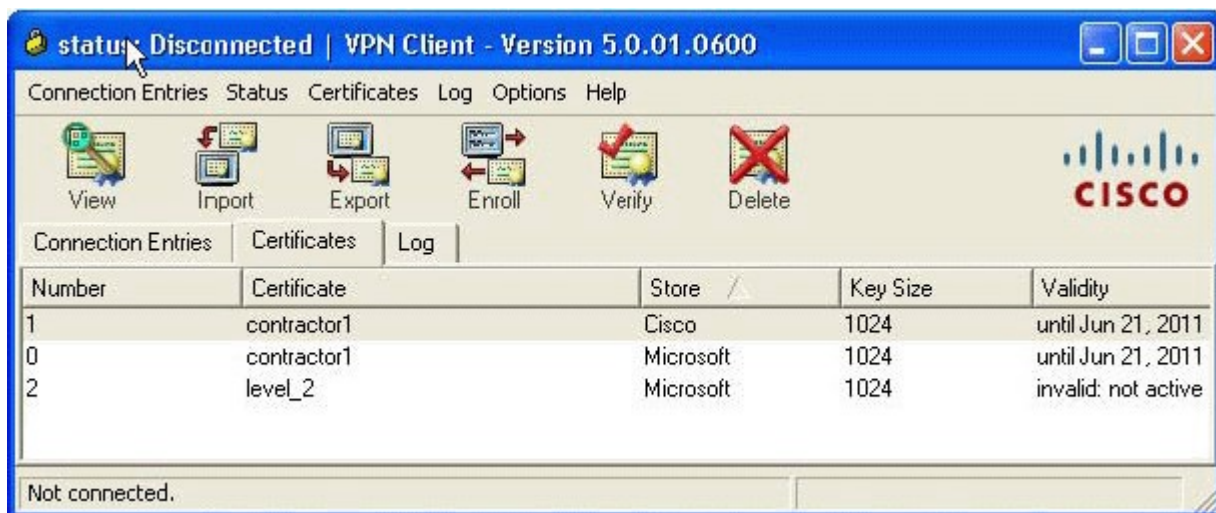 status: Disconnected | VPN Client - Version 5.0.01.0600
Connection Entries Status Certificates Log Options Help
View Import Export Enroll Verify Delete
CISCO
Connection Entries Certificates Log
Number Certificate Store Key Size Validity
1 contractor1 Cisco 1024 until Jun 21, 2011
0 contractor1 Microsoft 1024 until Jun 21, 2011
2 level_2 Microsoft 1024 invalid: not active
Not connected.